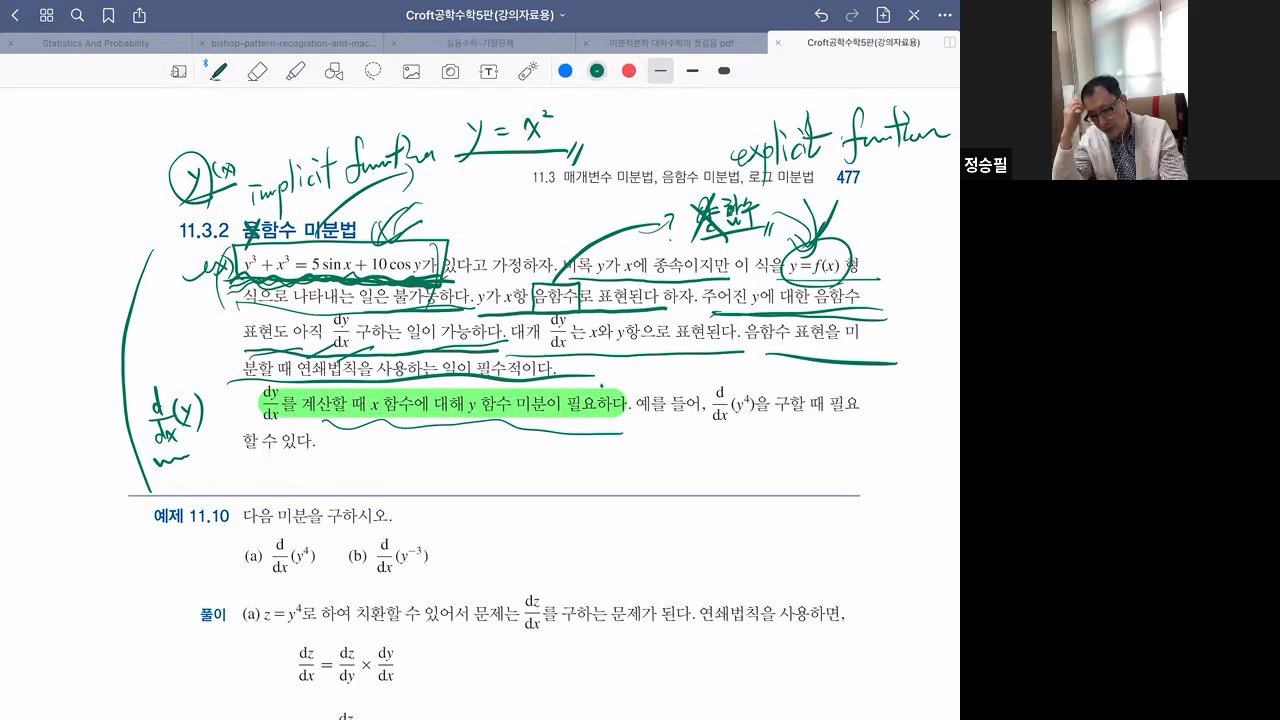 Croft공학수학5판(강의자료용)
Statistics And Probability
bishop-pattern-recognition-and-mac...
실용수학-기말문제
미분적분학 대학수학의 첫걸음 pdf
Croft공학수학5판(강의자료용)
정승필
y(x) implicit function y = x²
explicit function
11.3 매개변수 미분법, 음함수 미분법, 로그 미분법 477
양함수
11.3.2 음함수 미분법
ex) y³ + x³ = 5 sin x + 10 cos y가 있다고 가정하자. 비록 y가 x에 종속이지만 이 식을 y = f(x) 형
식으로 나타내는 일은 불가능하다. y가 x항 음함수로 표현된다 하자. 주어진 y에 대한 음함수
표현도 아직 dy/dx 구하는 일이 가능하다. 대개 dy/dx는 x와 y항으로 표현된다. 음함수 표현을 미
분할 때 연쇄법칙을 사용하는 일이 필수적이다.
dy/dx를 계산할 때 x 함수에 대해 y 함수 미분이 필요하다. 예를 들어, d/dx(y⁴)을 구할 때 필요
할 수 있다.
d/dx(y)
예제 11.10 다음 미분을 구하시오.
(a) d/dx(y⁴) (b) d/dx(y⁻³)
풀이 (a) z = y⁴로 하여 치환할 수 있어서 문제는 dz/dx를 구하는 문제가 된다. 연쇄법칙을 사용하면,
dz/dx = dz/dy × dy/dx
dz